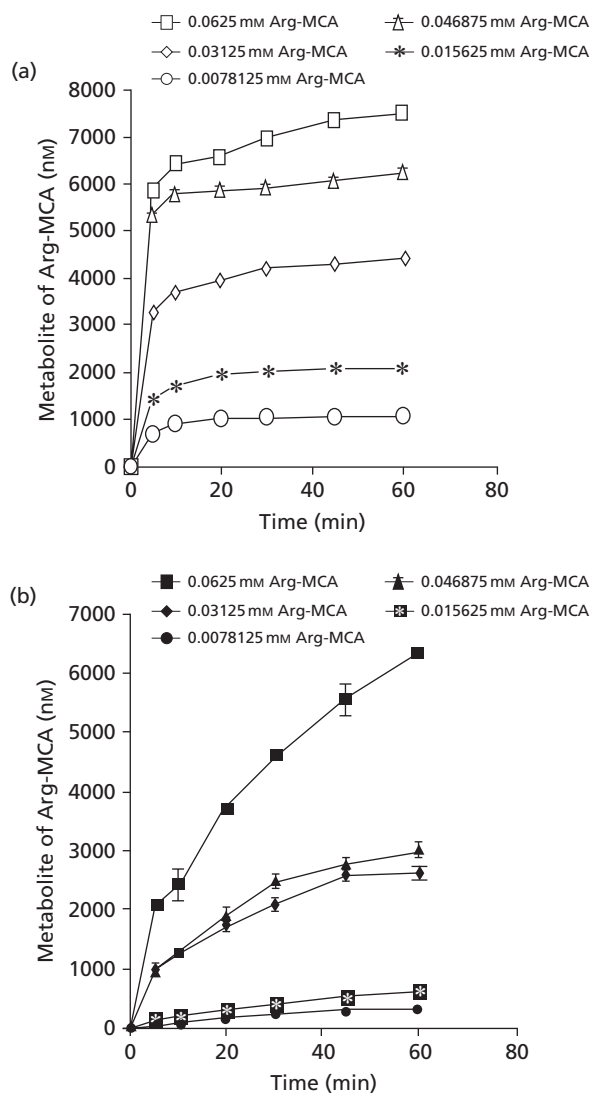 0.0625 mM Arg-MCA 0.046875 mM Arg-MCA
0.03125 mM Arg-MCA 0.015625 mM Arg-MCA
0.0078125 mM Arg-MCA
(a)
8000
7000
6000
5000
4000
3000
2000
1000
0
Metabolite of Arg-MCA (nM)
0 20 40 60 80
Time (min)
0.0625 mM Arg-MCA 0.046875 mM Arg-MCA
0.03125 mM Arg-MCA 0.015625 mM Arg-MCA
0.0078125 mM Arg-MCA
(b)
7000
6000
5000
4000
3000
2000
1000
0
Metabolite of Arg-MCA (nM)
0 20 40 60 80
Time (min)